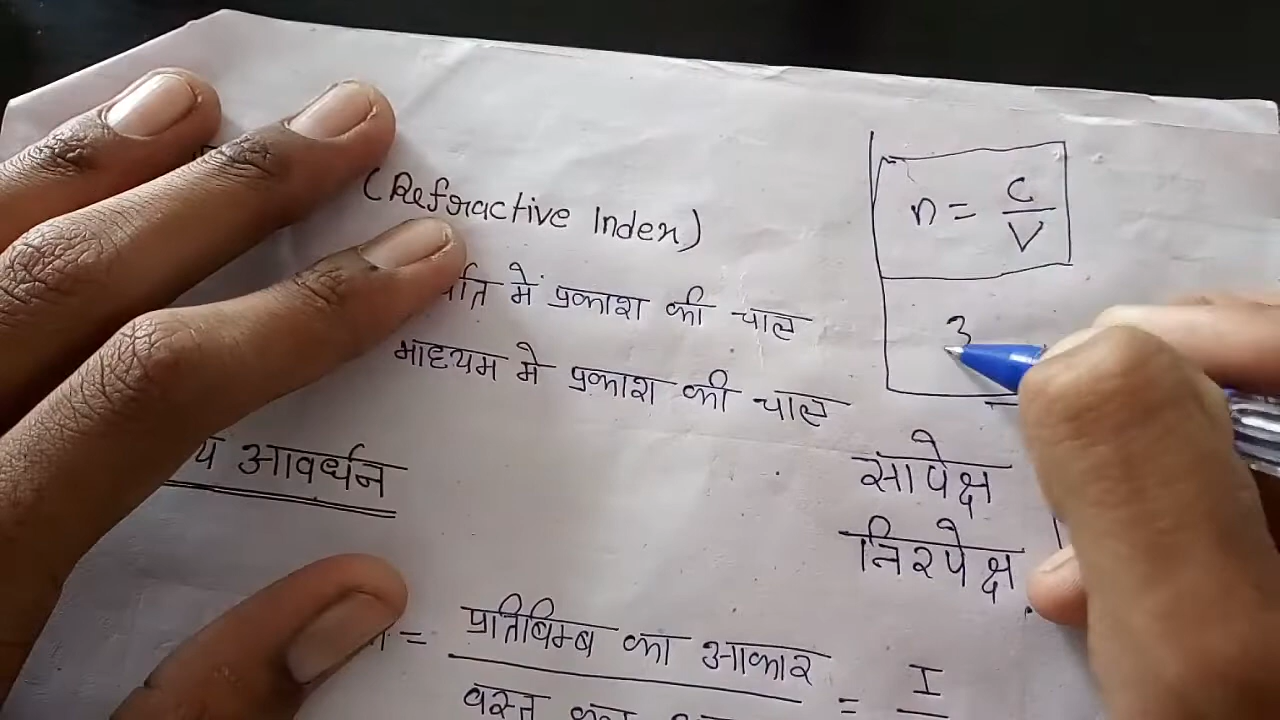 (Refractive Index)
n = C/V
में प्रकाश की चाल
3
माध्यम मे प्रकाश की चाल
य आवर्धन
सापेक्ष
निरपेक्ष
= प्रतिबिम्ब का आकार = I